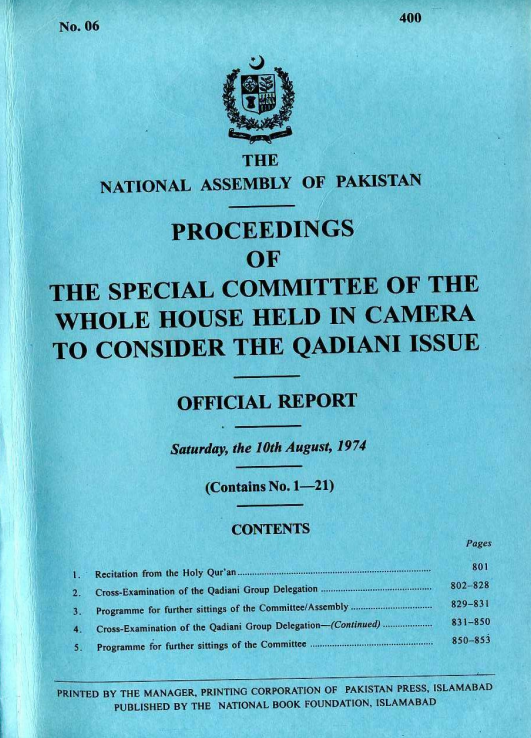 No. 06 400
THE
NATIONAL ASSEMBLY OF PAKISTAN
PROCEEDINGS
OF
THE SPECIAL COMMITTEE OF THE
WHOLE HOUSE HELD IN CAMERA
TO CONSIDER THE QADIANI ISSUE
OFFICIAL REPORT
Saturday, the 10th August, 1974
(Contains No. 1—21)
CONTENTS
Pages
1. Recitation from the Holy Qur'an ........ 801
2. Cross-Examination of the Qadiani Group Delegation ........ 802-828
3. Programme for further sittings of the Committee/Assembly ........ 829-831
4. Cross-Examination of the Qadiani Group Delegation—(Continued) ........ 831-850
5. Programme for further sittings of the Committee ........ 850-853
PRINTED BY THE MANAGER, PRINTING CORPORATION OF PAKISTAN PRESS, ISLAMABAD
PUBLISHED BY THE NATIONAL BOOK FOUNDATION, ISLAMABAD